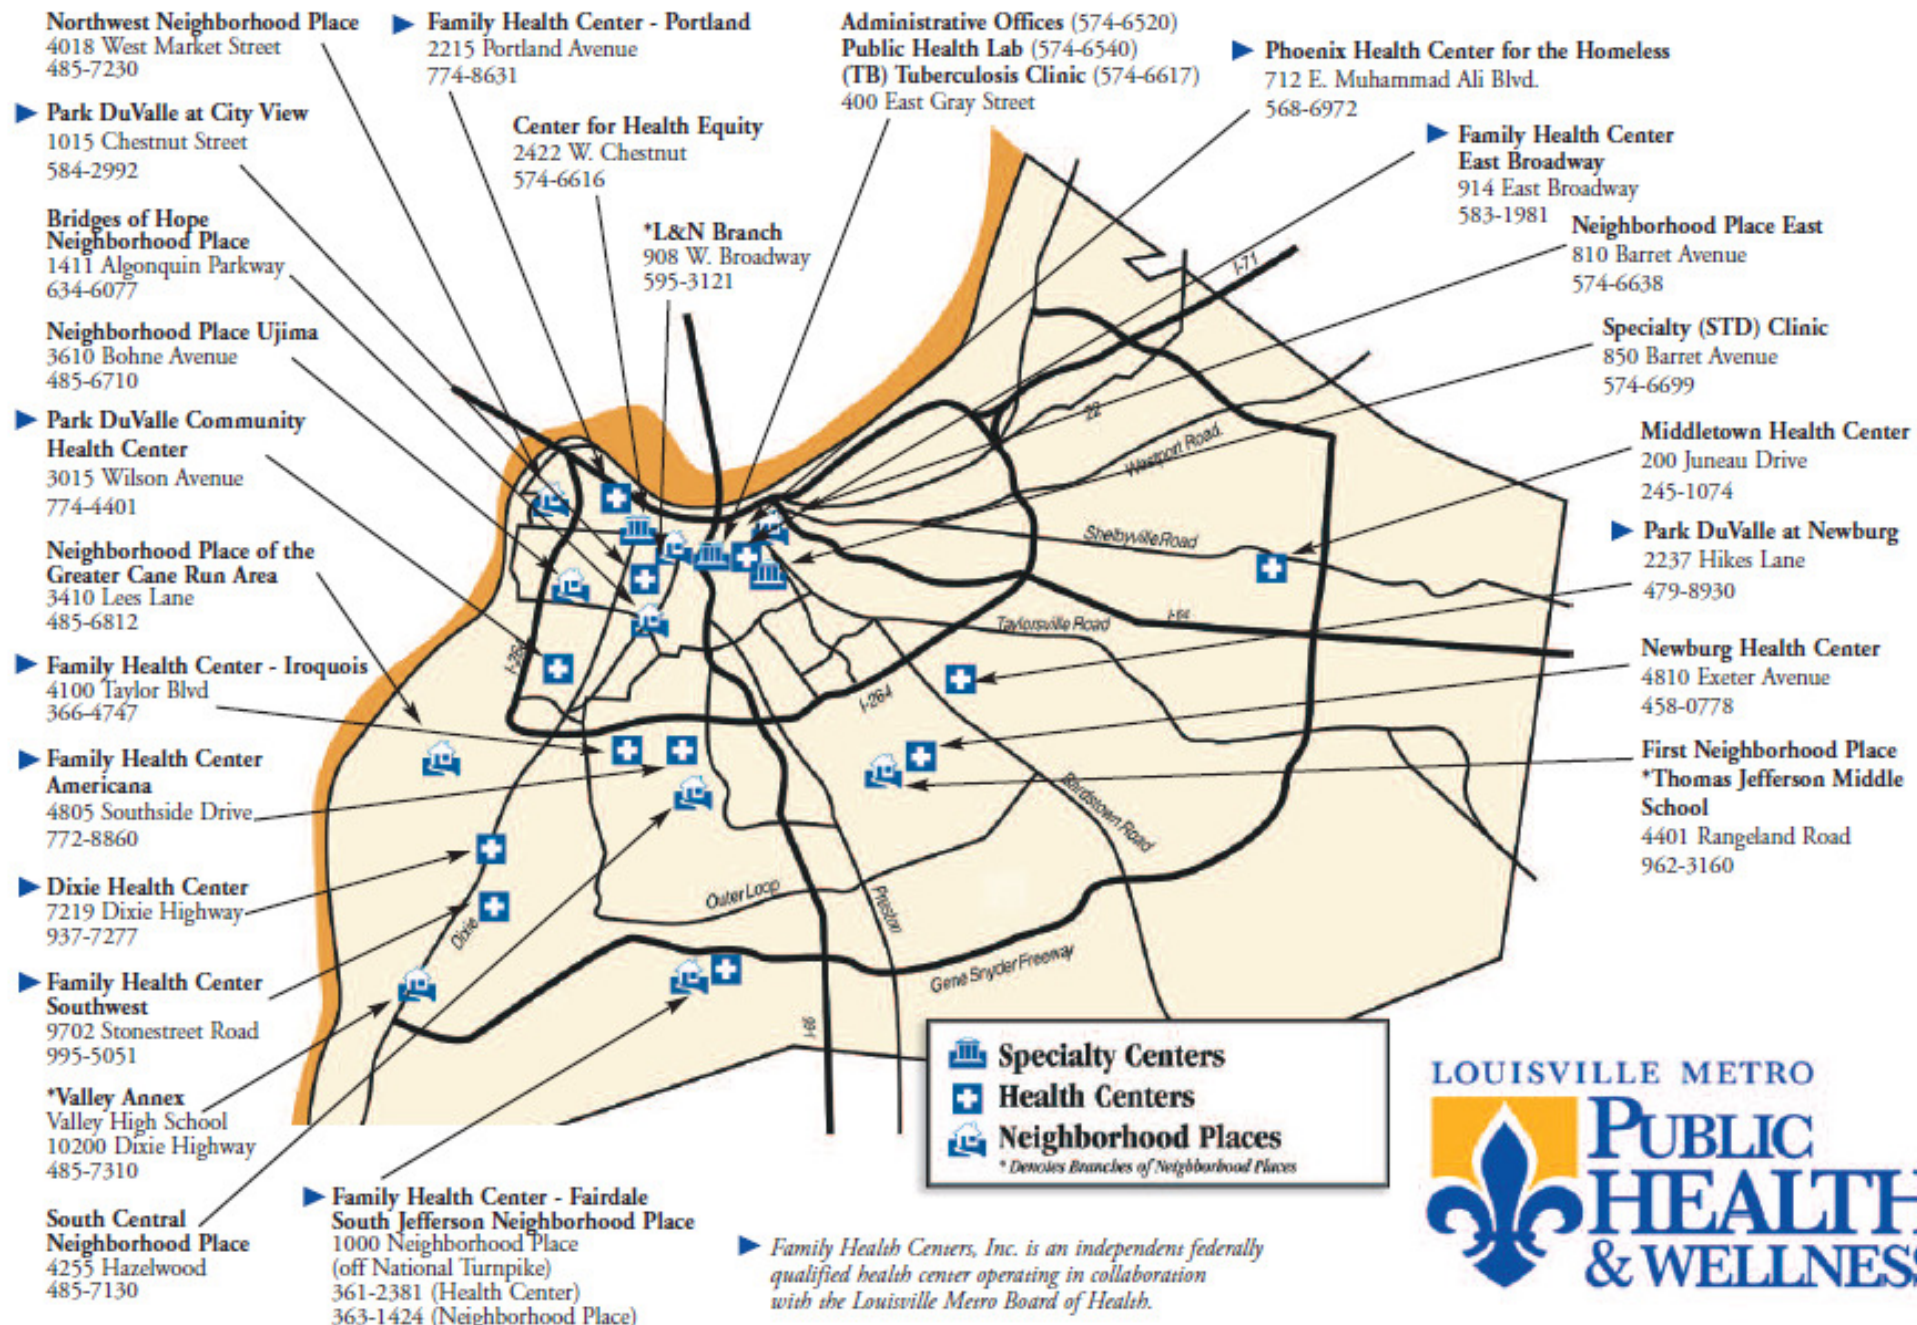 Northwest Neighborhood Place
4018 West Market Street
485-7230
Park DuValle at City View
1015 Chestnut Street
584-2992
Bridges of Hope
Neighborhood Place
1411 Algonquin Parkway
634-6077
Neighborhood Place Ujima
3610 Bohne Avenue
485-6710
Park DuValle Community
Health Center
3015 Wilson Avenue
774-4401
Neighborhood Place of the
Greater Cane Run Area
3410 Lees Lane
485-6812
Family Health Center - Iroquois
4100 Taylor Blvd
366-4747
Family Health Center
Americana
4805 Southside Drive
772-8860
Dixie Health Center
7219 Dixie Highway
937-7277
Family Health Center
Southwest
9702 Stonestreet Road
995-5051
*Valley Annex
Valley High School
10200 Dixie Highway
485-7310
South Central
Neighborhood Place
4255 Hazelwood
485-7130
Family Health Center - Portland
2215 Portland Avenue
774-8631
Center for Health Equity
2422 W. Chestnut
574-6616
*L&N Branch
908 W. Broadway
595-3121
Administrative Offices (574-6520)
Public Health Lab (574-6540)
(TB) Tuberculosis Clinic (574-6617)
400 East Gray Street
Phoenix Health Center for the Homeless
712 E. Muhammad Ali Blvd.
568-6972
Family Health Center
East Broadway
914 East Broadway
583-1981
Neighborhood Place East
810 Barret Avenue
574-6638
Specialty (STD) Clinic
850 Barret Avenue
574-6699
Middletown Health Center
200 Juneau Drive
245-1074
Park DuValle at Newburg
2237 Hikes Lane
479-8930
Newburg Health Center
4810 Exeter Avenue
458-0778
First Neighborhood Place
*Thomas Jefferson Middle
School
4401 Rangeland Road
962-3160
I-71
22
Westport Road
Shelbyville Road
Taylorsville Road
I-64
I-264
I-264
Bardstown Road
Outer Loop
Preston
Dixie
Gene Snyder Freeway
I-65
Specialty Centers
Health Centers
Neighborhood Places
* Denotes Branches of Neighborhood Places
Family Health Center - Fairdale
South Jefferson Neighborhood Place
1000 Neighborhood Place
(off National Turnpike)
361-2381 (Health Center)
363-1424 (Neighborhood Place)
Family Health Centers, Inc. is an independent federally
qualified health center operating in collaboration
with the Louisville Metro Board of Health.
LOUISVILLE METRO
PUBLIC
HEALTH
& WELLNESS